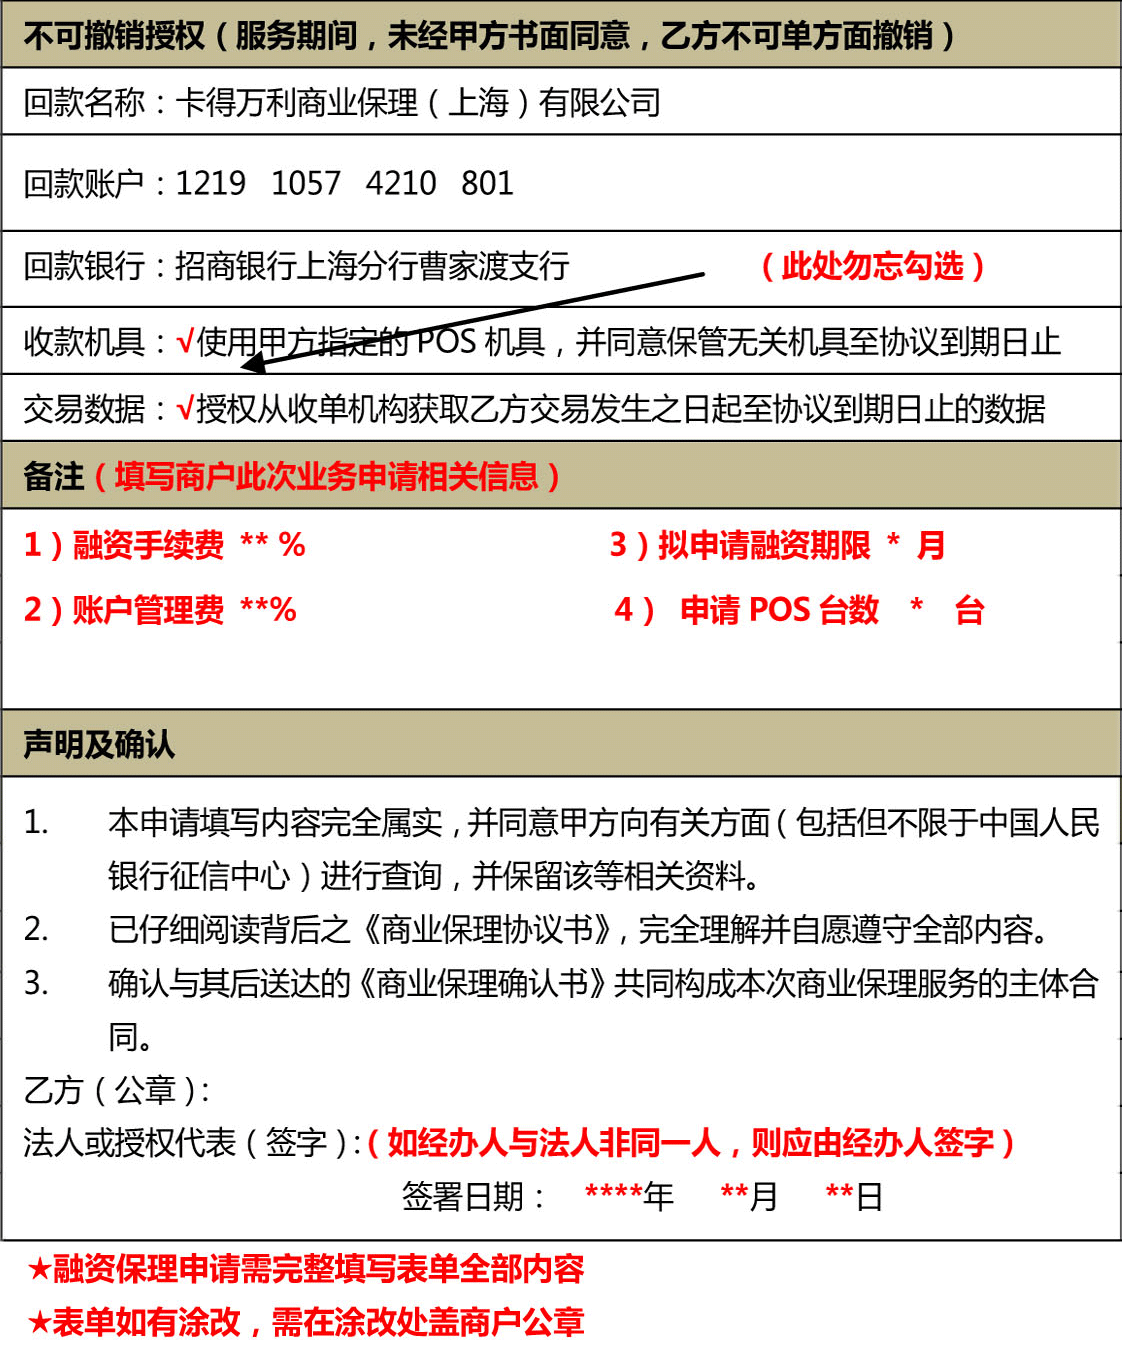 不可撤销授权（服务期间，未经甲方书面同意，乙方不可单方面撤销）
回款名称：卡得万利商业保理（上海）有限公司
回款账户：1219 1057 4210 801
回款银行：招商银行上海分行曹家渡支行 （此处勿忘勾选）
收款机具：√使用甲方指定的 POS 机具，并同意保管无关机具至协议到期日止
交易数据：√授权从收单机构获取乙方交易发生之日起至协议到期日止的数据
备注（填写商户此次业务申请相关信息）
1）融资手续费 ** % 3）拟申请融资期限 * 月
2）账户管理费 **% 4） 申请 POS 台数 * 台
声明及确认
1. 本申请填写内容完全属实，并同意甲方向有关方面（包括但不限于中国人民
银行征信中心）进行查询，并保留该等相关资料。
2. 已仔细阅读背后之《商业保理协议书》，完全理解并自愿遵守全部内容。
3. 确认与其后送达的《商业保理确认书》共同构成本次商业保理服务的主体合
同。
乙方（公章）：
法人或授权代表（签字）：（如经办人与法人非同一人，则应由经办人签字）
签署日期： ****年 **月 **日
★融资保理申请需完整填写表单全部内容
★表单如有涂改，需在涂改处盖商户公章